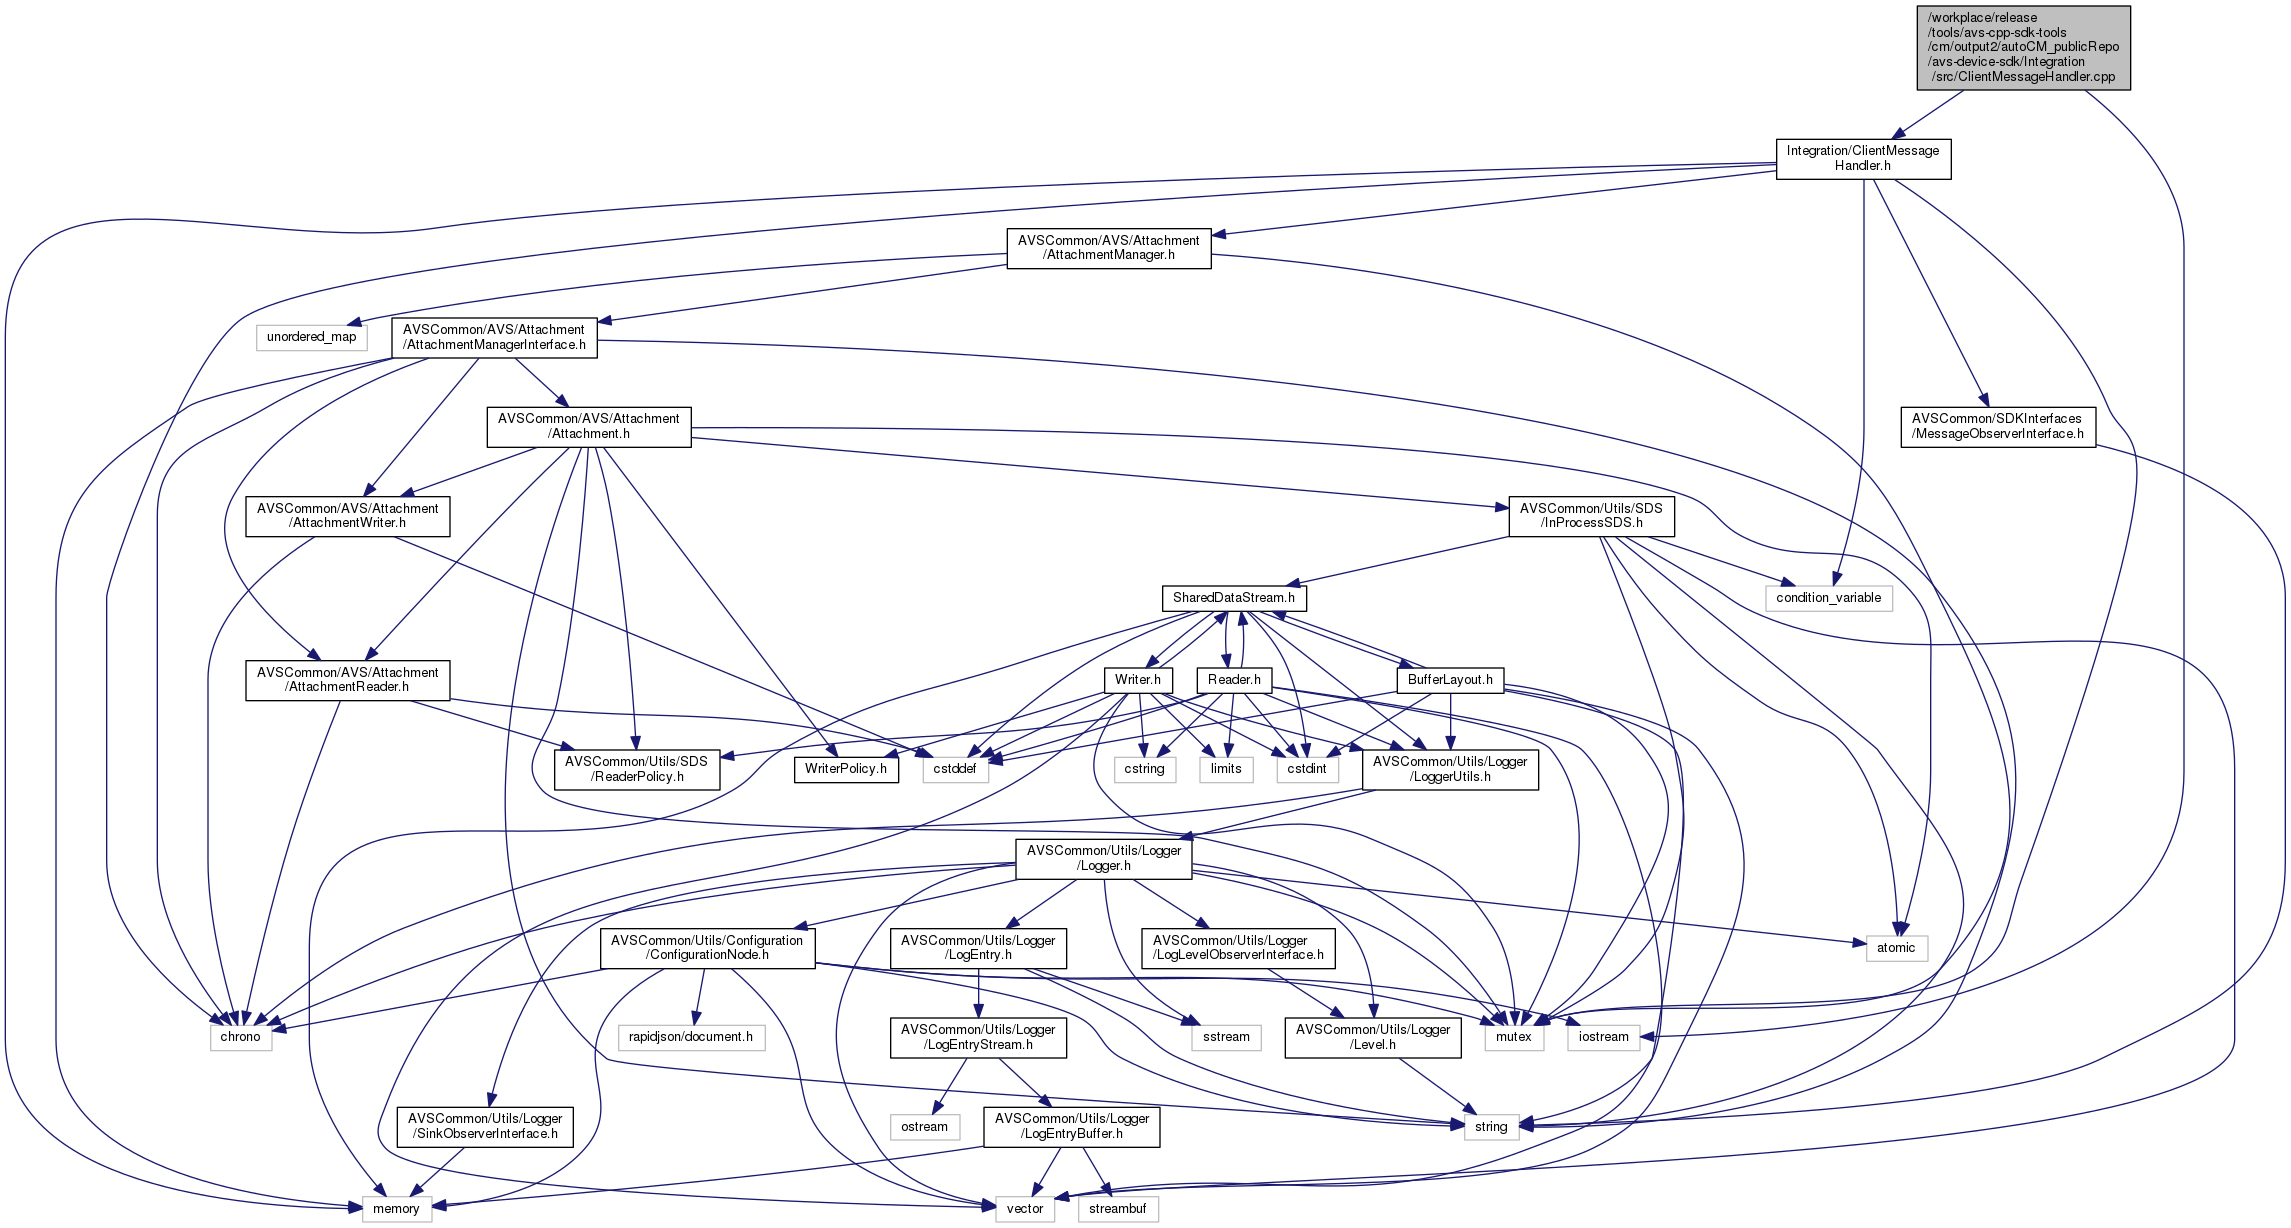 /workplace/release
/tools/avs-cpp-sdk-tools
/cm/output2/autoCM_publicRepo
/avs-device-sdk/Integration
/src/ClientMessageHandler.cpp
Integration/ClientMessage
Handler.h
AVSCommon/AVS/Attachment
/AttachmentManager.h
unordered_map
AVSCommon/AVS/Attachment
/AttachmentManagerInterface.h
AVSCommon/AVS/Attachment
/Attachment.h
AVSCommon/SDKInterfaces
/MessageObserverInterface.h
AVSCommon/AVS/Attachment
/AttachmentWriter.h
AVSCommon/Utils/SDS
/InProcessSDS.h
SharedDataStream.h
condition_variable
AVSCommon/AVS/Attachment
/AttachmentReader.h
Writer.h
Reader.h
BufferLayout.h
AVSCommon/Utils/SDS
/ReaderPolicy.h
WriterPolicy.h
cstddef
cstring
limits
cstdint
AVSCommon/Utils/Logger
/LoggerUtils.h
AVSCommon/Utils/Logger
/Logger.h
AVSCommon/Utils/Configuration
/ConfigurationNode.h
AVSCommon/Utils/Logger
/LogEntry.h
AVSCommon/Utils/Logger
/LogLevelObserverInterface.h
atomic
chrono
rapidjson/document.h
AVSCommon/Utils/Logger
/LogEntryStream.h
sstream
AVSCommon/Utils/Logger
/Level.h
mutex
iostream
AVSCommon/Utils/Logger
/SinkObserverInterface.h
ostream
AVSCommon/Utils/Logger
/LogEntryBuffer.h
string
memory
vector
streambuf